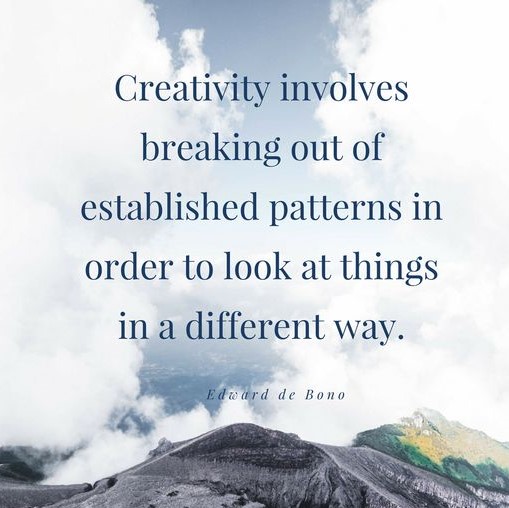 Creativity involves
breaking out of
established patterns in
order to look at things
in a different way.
Edward de Bono